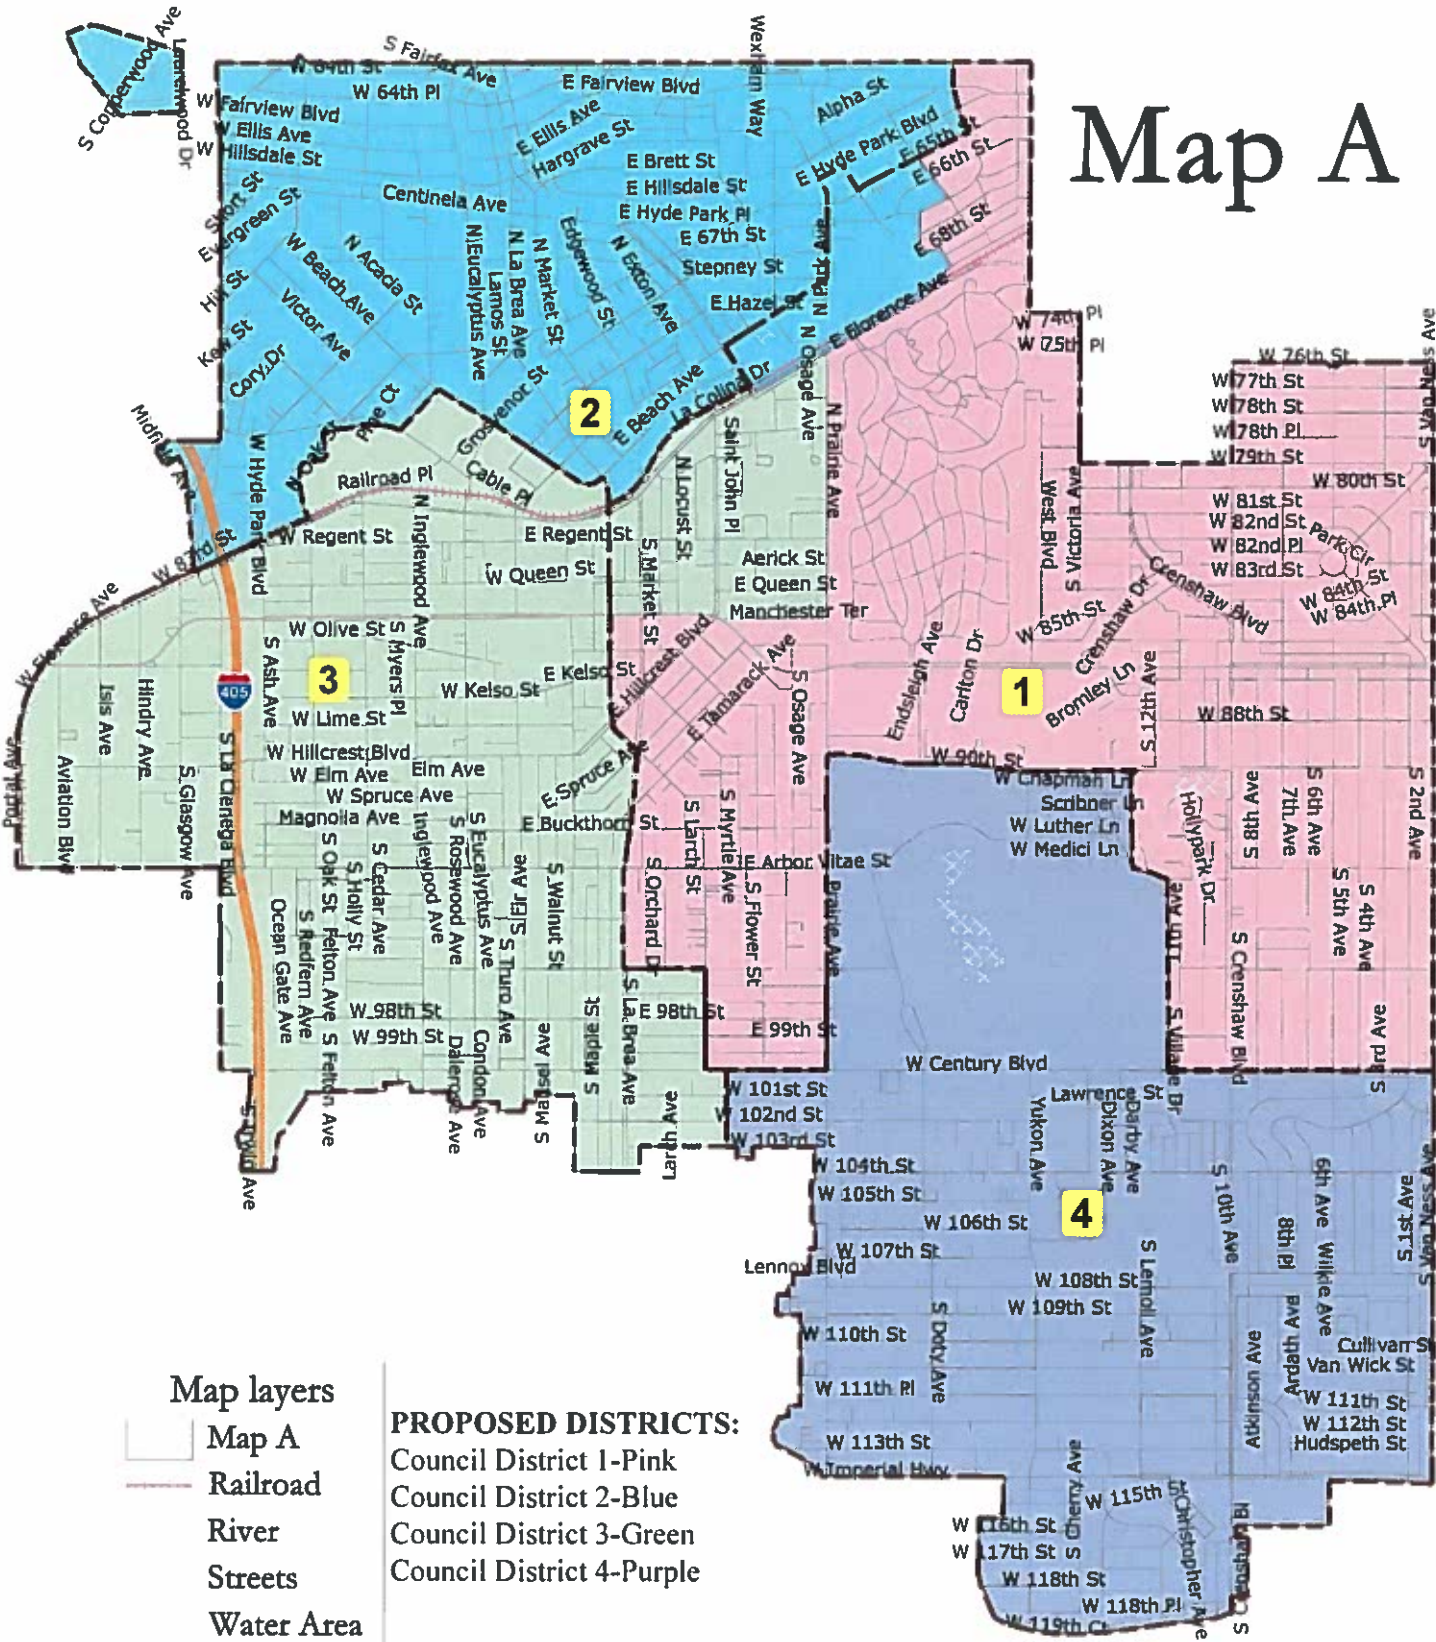 Map A
S Copperwood Ave
Lavenwood Dr
W 64th St
S Fairfax Ave
W 64th Pl
E Fairview Blvd
Wexham Way
Alpha St
W Fairview Blvd
W Ellis Ave
W Hillsdale St
E Ellis Ave
Hargrave St
E Hyde Park Blvd
E 65th St
E 66th St
E Brett St
E Hillsdale St
E Hyde Park Pl
E 67th St
E 68th St
Short St
Evergreen St
Centinela Ave
Stepney St
E Hazel St
N Park Ave
E Florence Ave
W Beach Ave
N Acacia St
Hill St
Victor Ave
Kew St
Cory Dr
N Eucalyptus Ave
Lamos St
N La Brea Ave
N Market St
Edgewood St
N Exton Ave
N Osage Ave
W 74th Pl
W 75th Pl
W 76th St
W 77th St
W 78th St
W 78th Pl
W 79th St
W 80th St
W 81st St
W 82nd St
W 82nd Pl
W 83rd St
Park Cir
W 84th St
W 84th Pl
S Van Ness Ave
2
Grosvenor St
E Beach Ave
La Colina Dr
Pine Ct
N Oak St
Midfield Ave
W Hyde Park Blvd
Railroad Pl
Cable Pl
N Inglewood Ave
W Regent St
E Regent St
W Queen St
S Market St
N Locust St
Saint John Pl
N Prairie Ave
Aerick St
E Queen St
Manchester Ter
West Blvd
S Victoria Ave
Crenshaw Dr
Crenshaw Blvd
W 85th St
W 83rd St
W Florence Ave
W Olive St
S Myers Pl
S Ash Ave
3
405
W Kelso St
E Kelso St
E Hillcrest Blvd
E Tamarack Ave
S Osage Ave
Endsleigh Ave
Carlton Dr
1
Bromley Ln
S 12th Ave
W 88th St
W Lime St
W Hillcrest Blvd
W Elm Ave
Elm Ave
W Spruce Ave
E Spruce Ave
Magnolia Ave
E Buckthorn St
Isis Ave
Hindry Ave
Aviation Blvd
S Glasgow Ave
Portal Ave
S La Cienega Blvd
W 90th St
W Chapman Ln
Scribner Ln
W Luther Ln
W Medici Ln
Hollypark Dr
S 8th Ave
7th Ave
S 6th Ave
S 2nd Ave
S 5th Ave
S 4th Ave
S 3rd Ave
E Arbor Vitae St
S Larch St
S Myrtle Ave
S Orchard Dr
S Flower St
Prairie Ave
11th Ave
S Village Dr
S Crenshaw Blvd
S Oak St
S Holly St
S Cedar Ave
Inglewood Ave
S Rosewood Ave
S Eucalyptus Ave
S Fir Ave
S Truro Ave
S Walnut St
Ocean Gate Ave
S Redfern Ave
Felton Ave
S Felton Ave
W 98th St
W 99th St
Dalerose Ave
Condon Ave
S Mansel Ave
S Maple St
S La Brea Ave
Larch Ave
E 98th St
E 99th St
W Century Blvd
W 101st St
W 102nd St
W 103rd St
W 104th St
W 105th St
W 106th St
W 107th St
Lennox Blvd
W 108th St
W 109th St
W 110th St
W 111th Pl
W 113th St
W Imperial Hwy
Lawrence St
Yukon Ave
Dixon Ave
Darby Ave
4
S 10th Ave
S Lemoli Ave
S Doty Ave
6th Ave
8th Pl
Wilkie Ave
S 1st Ave
S Van Ness Ave
Ardath Ave
Atkinson Ave
Cullivan St
Van Wick St
W 111th St
W 112th St
Hudspeth St
S Cherry Ave
W 115th St
W 116th St
W 117th St
W 118th St
W 118th Pl
W 119th Ct
S Christopher Ave
S Crenshaw Bl
Map layers
Map A
Railroad
River
Streets
Water Area
PROPOSED DISTRICTS:
Council District 1-Pink
Council District 2-Blue
Council District 3-Green
Council District 4-Purple